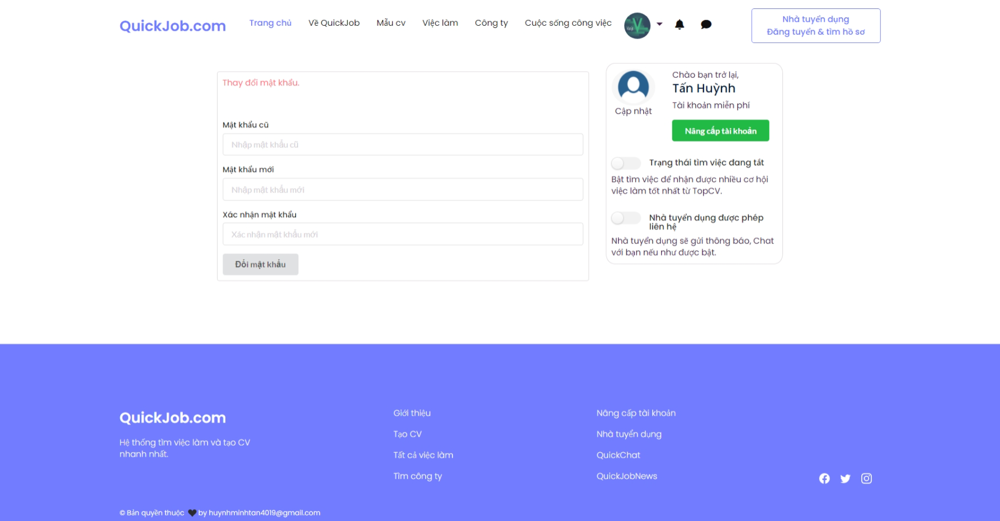 QuickJob.com
Trang chủ
Về QuickJob
Mẫu cv
Việc làm
Công ty
Cuộc sống công việc
Nhà tuyển dụng
Đăng tuyển & tìm hồ sơ
Thay đổi mật khẩu.
Mật khẩu cũ
Nhập mật khẩu cũ
Mật khẩu mới
Nhập mật khẩu mới
Xác nhận mật khẩu
Xác nhận mật khẩu mới
Đổi mật khẩu
Chào bạn trở lại,
Tấn Huỳnh
Cập nhật
Tài khoản miễn phí
Nâng cấp tài khoản
Trạng thái tìm việc đang tắt
Bật tìm việc để nhận được nhiều cơ hội
việc làm tốt nhất từ TopCV.
Nhà tuyển dụng được phép
liên hệ
Nhà tuyển dụng sẽ gửi thông báo, Chat
với bạn nếu như được bật.
QuickJob.com
Hệ thống tìm việc làm và tạo CV
nhanh nhất.
Giới thiệu
Tạo CV
Tất cả việc làm
Tìm công ty
Nâng cấp tài khoản
Nhà tuyển dụng
QuickChat
QuickJobNews
© Bản quyền thuộc 🖤 by huynhminhtan4019@gmail.com